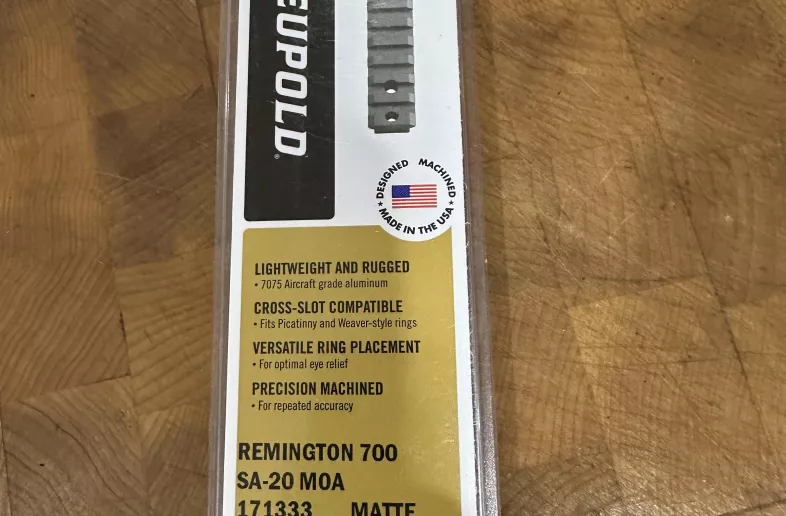 EUPOLD®
DESIGNED MACHINED
★ MADE IN THE USA ★
LIGHTWEIGHT AND RUGGED
• 7075 Aircraft grade aluminum
CROSS-SLOT COMPATIBLE
• Fits Picatinny and Weaver-style rings
VERSATILE RING PLACEMENT
• For optimal eye relief
PRECISION MACHINED
• For repeated accuracy
REMINGTON 700
SA-20 MOA
171333 MATTE